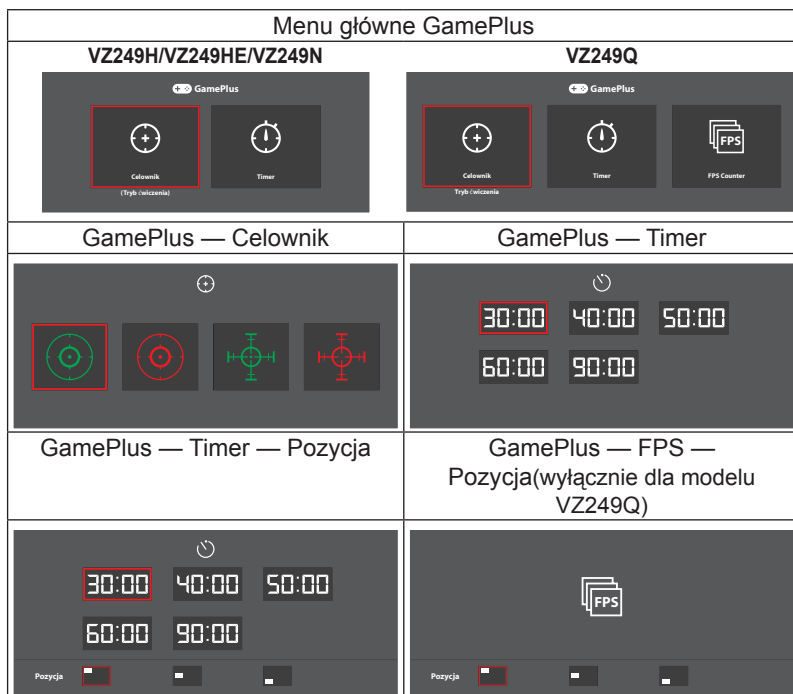 Menu główne GamePlus
VZ249H/VZ249HE/VZ249N
GamePlus
Celownik
(Tryb ćwiczenia)
Timer
VZ249Q
GamePlus
Celownik
Tryb ćwiczenia
Timer
FPS
FPS Counter
GamePlus — Celownik
GamePlus — Timer
30:00 40:00 50:00
60:00 90:00
GamePlus — Timer — Pozycja
30:00 40:00 50:00
60:00 90:00
Pozycja
GamePlus — FPS —
Pozycja(wyłącznie dla modelu
VZ249Q)
FPS
Pozycja